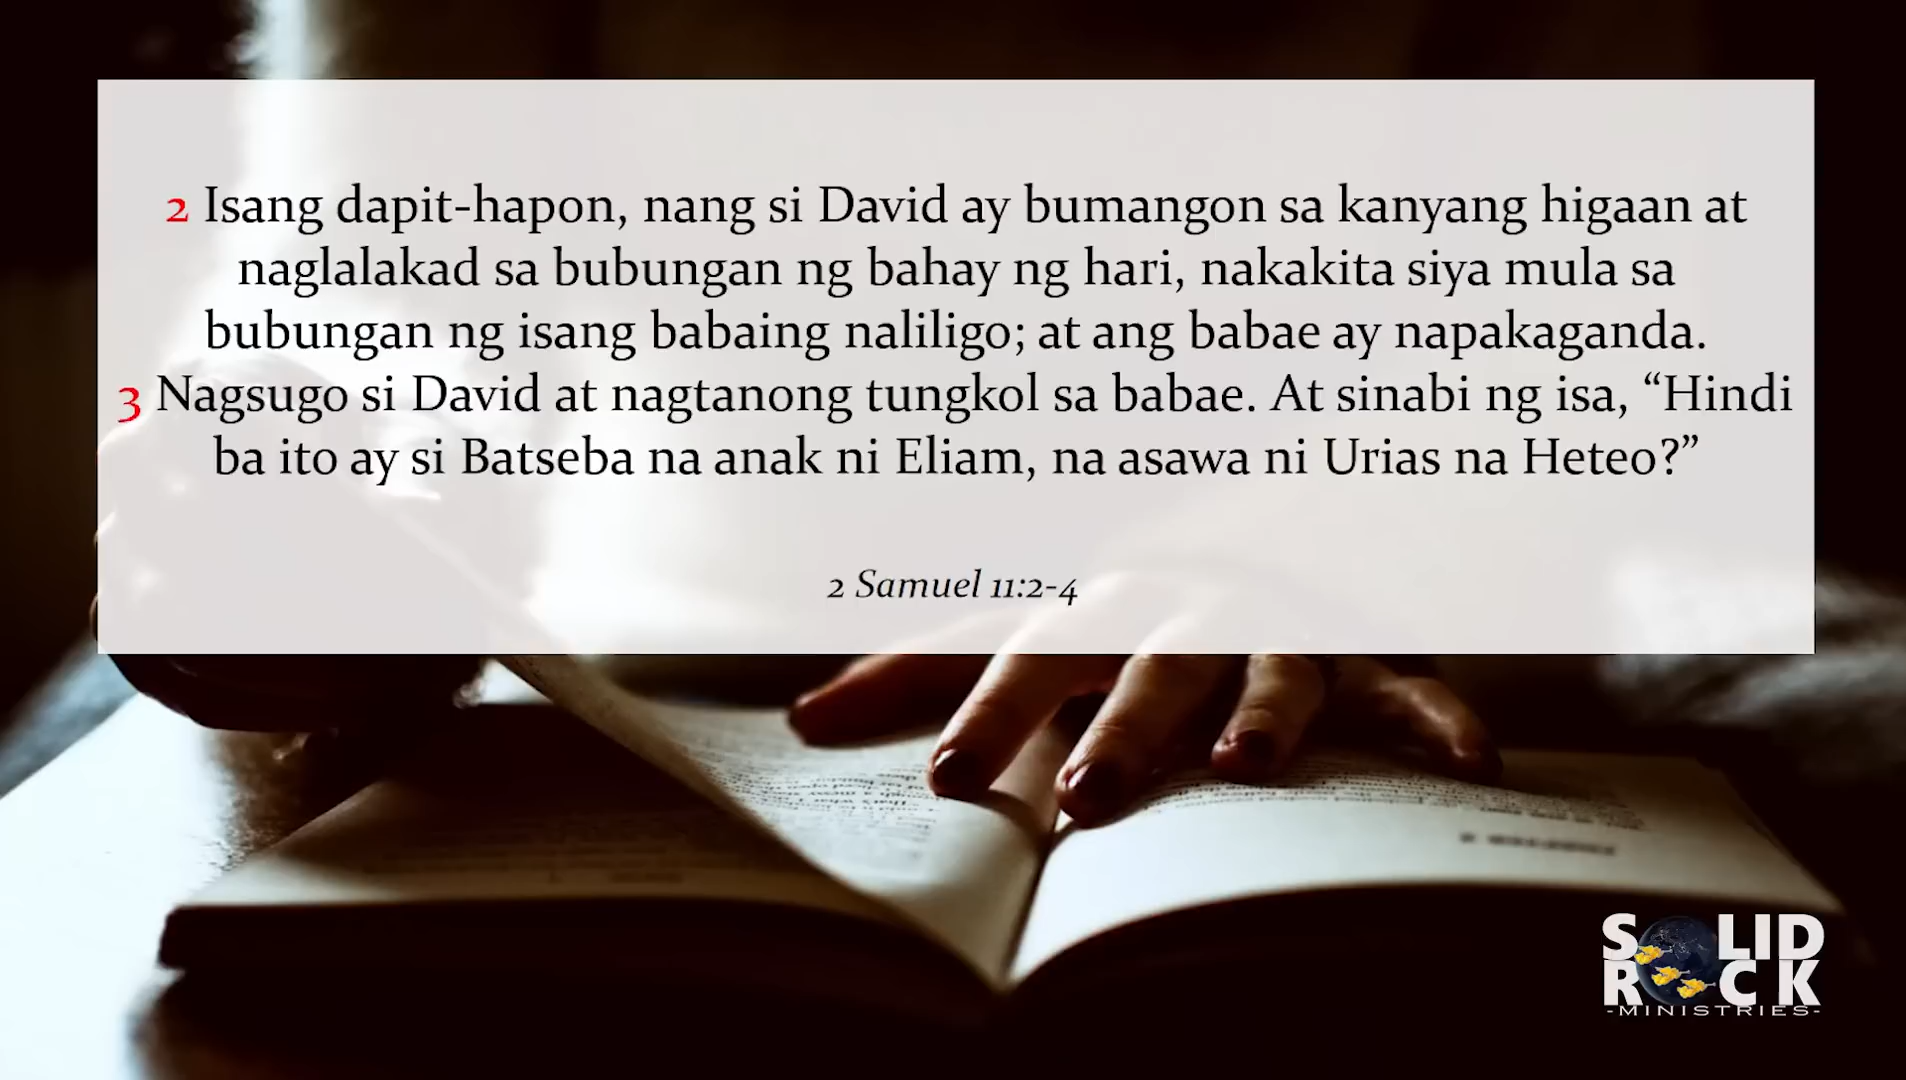 2 Isang dapit-hapon, nang si David ay bumangon sa kanyang higaan at
naglalakad sa bubungan ng bahay ng hari, nakakita siya mula sa
bubungan ng isang babaing naliligo; at ang babae ay napakaganda.
3 Nagsugo si David at nagtanong tungkol sa babae. At sinabi ng isa, “Hindi
ba ito ay si Batseba na anak ni Eliam, na asawa ni Urias na Heteo?”
2 Samuel 11:2-4
SOLID
ROCK
-MINISTRIES-